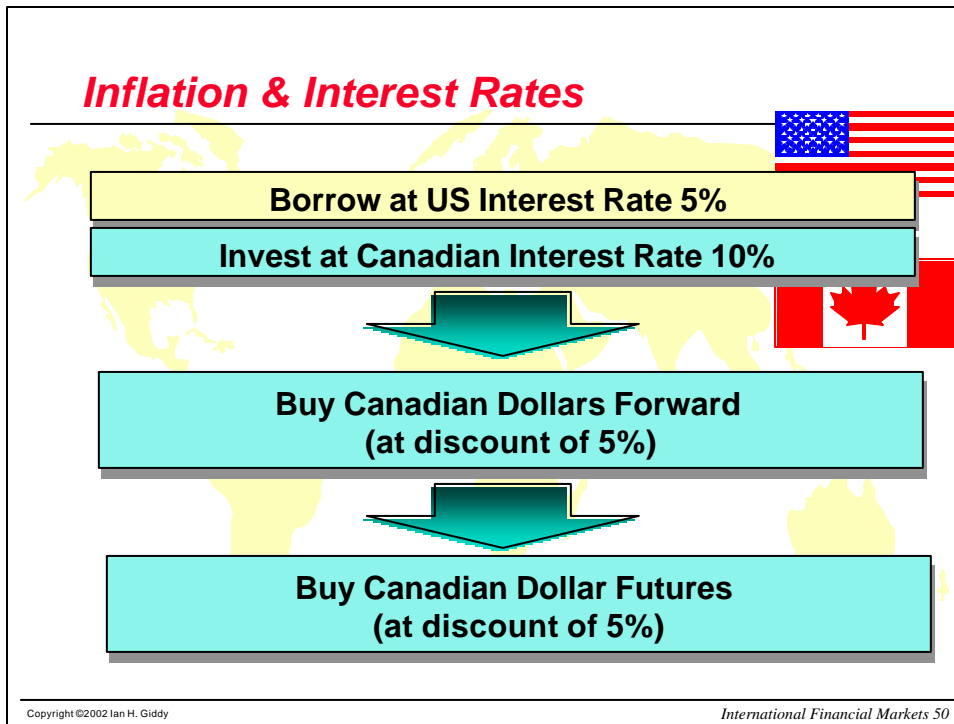 Inflation & Interest Rates
Borrow at US Interest Rate 5%
Invest at Canadian Interest Rate 10%
Buy Canadian Dollars Forward
(at discount of 5%)
Buy Canadian Dollar Futures
(at discount of 5%)
Copyright ©2002 Ian H. Giddy
International Financial Markets 50